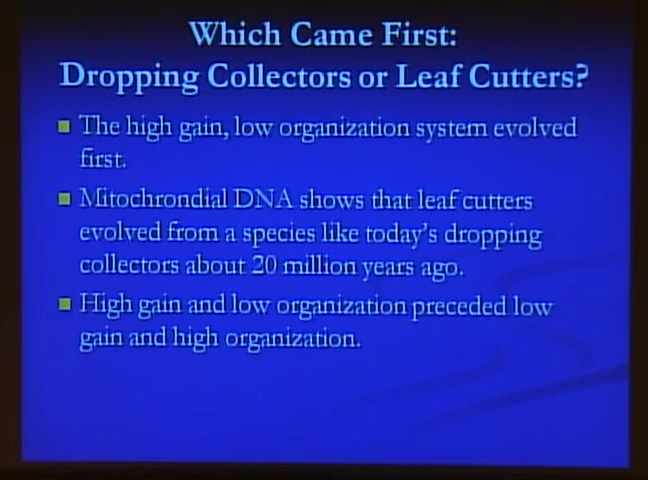 Which Came First:
Dropping Collectors or Leaf Cutters?
The high gain, low organization system evolved
first.
Mitochrondial DNA shows that leaf cutters
evolved from a species like today's dropping
collectors about 20 million years ago.
High gain and low organization preceded low
gain and high organization.